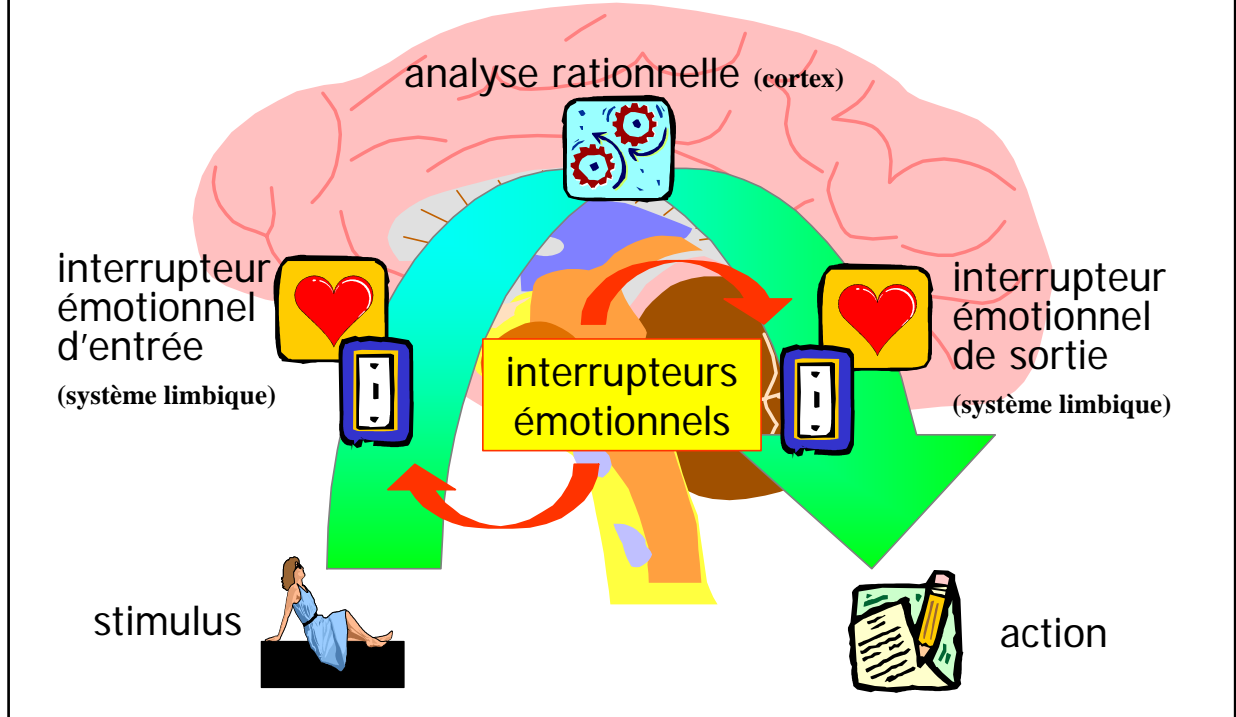 analyse rationnelle (cortex)
interrupteur
émotionnel
d'entrée
(système limbique)
interrupteurs
émotionnels
interrupteur
émotionnel
de sortie
(système limbique)
stimulus
action